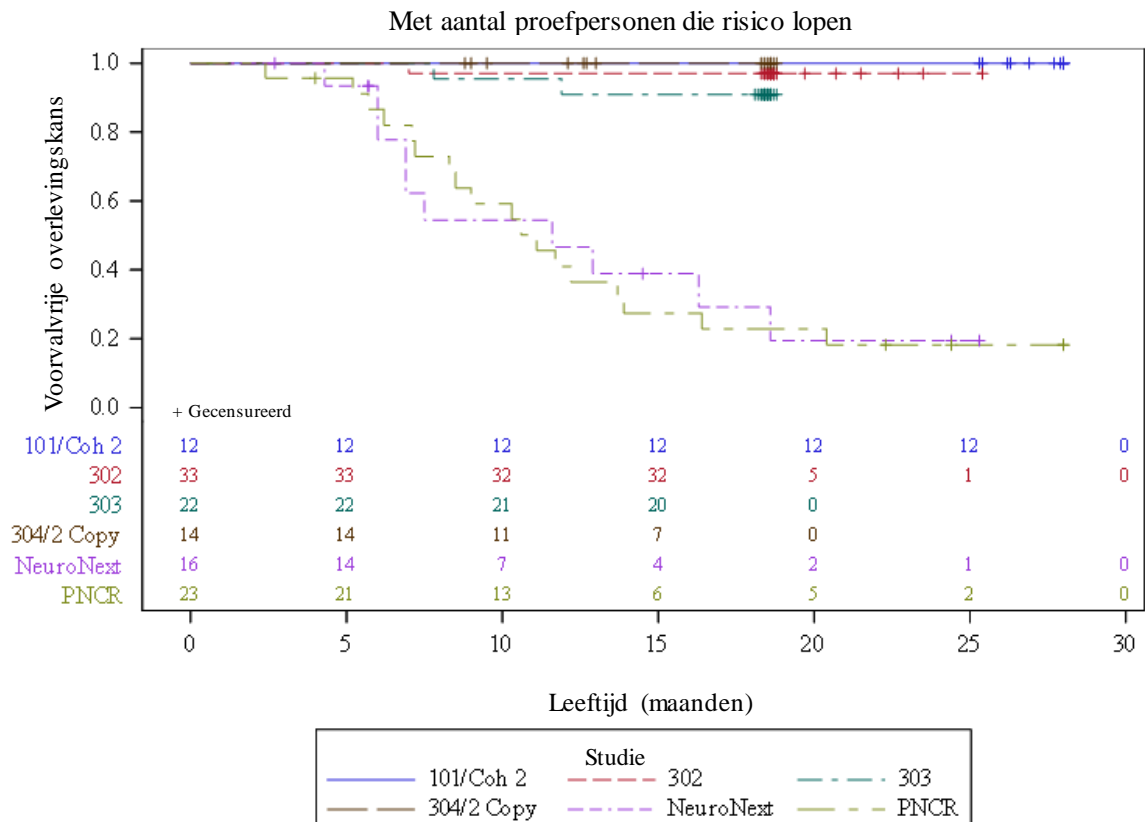 Met aantal proefpersonen die risico lopen
Voorvalvrije overlevingskans
1.0
0.8
0.6
0.4
0.2
0.0
+ Gecensureerd
101/Coh 2 12 12 12 12 12 12 0
302 33 33 32 32 5 1 0
303 22 22 21 20 0
304/2 Copy 14 14 11 7 0
NeuroNext 16 14 7 4 2 1 0
PNCR 23 21 13 6 5 2 0
0 5 10 15 20 25 30
Leeftijd (maanden)
Studie
101/Coh 2 302 303
304/2 Copy NeuroNext PNCR